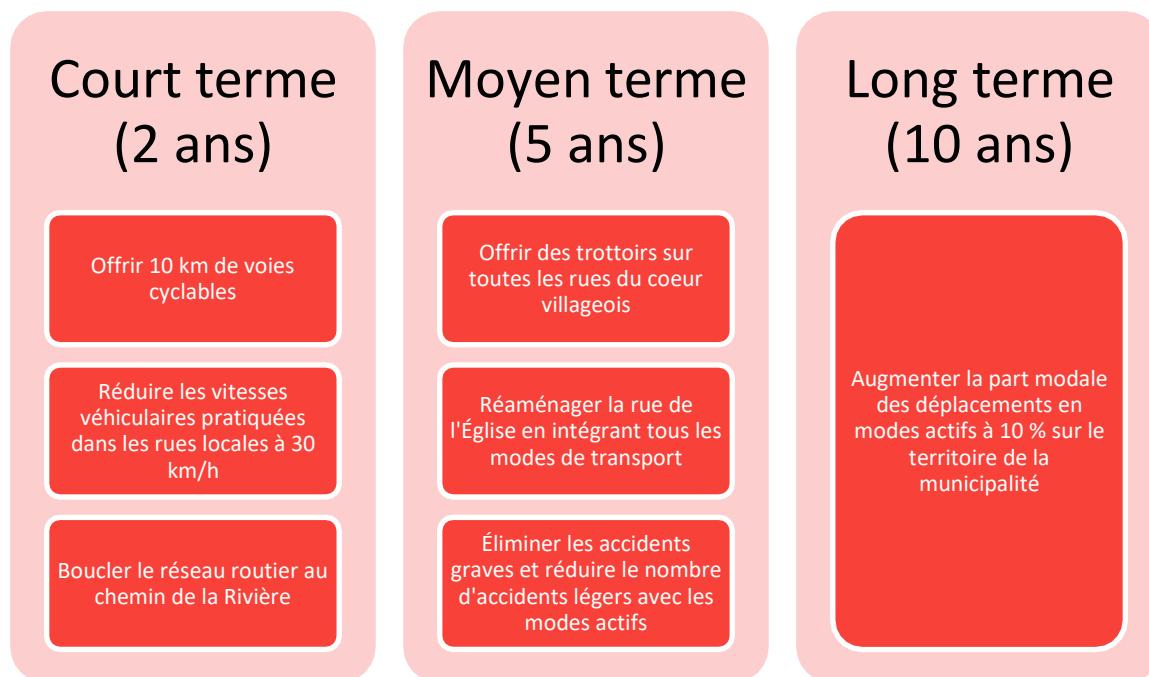 Court terme
(2 ans)
Offrir 10 km de voies
cyclables
Réduire les vitesses
véhiculaires pratiquées
dans les rues locales à 30
km/h
Boucler le réseau routier au
chemin de la Rivière
Moyen terme
(5 ans)
Offrir des trottoirs sur
toutes les rues du coeur
villageois
Réaménager la rue de
l'Église en intégrant tous les
modes de transport
Éliminer les accidents
graves et réduire le nombre
d'accidents légers avec les
modes actifs
Long terme
(10 ans)
Augmenter la part modale
des déplacements en
modes actifs à 10 % sur le
territoire de la
municipalité